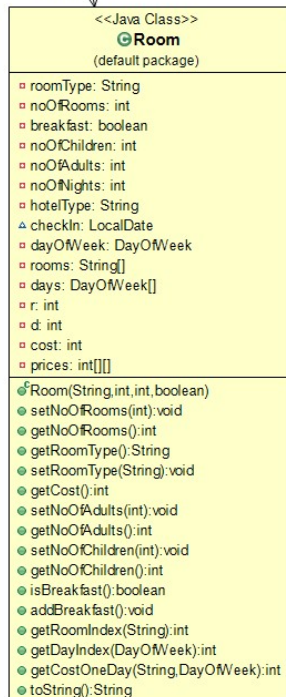 <<Java Class>>
Room
(default package)
roomType: String
noOfRooms: int
breakfast: boolean
noOfChildren: int
noOfAdults: int
noOfNights: int
hotelType: String
checkIn: LocalDate
dayOfWeek: DayOfWeek
rooms: String[]
days: DayOfWeek[]
r: int
d: int
cost: int
prices: int[][]
Room(String,int,int,boolean)
setNoOfRooms(int):void
getNoOfRooms():int
getRoomType():String
setRoomType(String):void
getCost():int
setNoOfAdults(int):void
getNoOfAdults():int
setNoOfChildren(int):void
getNoOfChildren():int
isBreakfast():boolean
addBreakfast():void
getRoomIndex(String):int
getDayIndex(DayOfWeek):int
getCostOneDay(String,DayOfWeek):int
toString():String